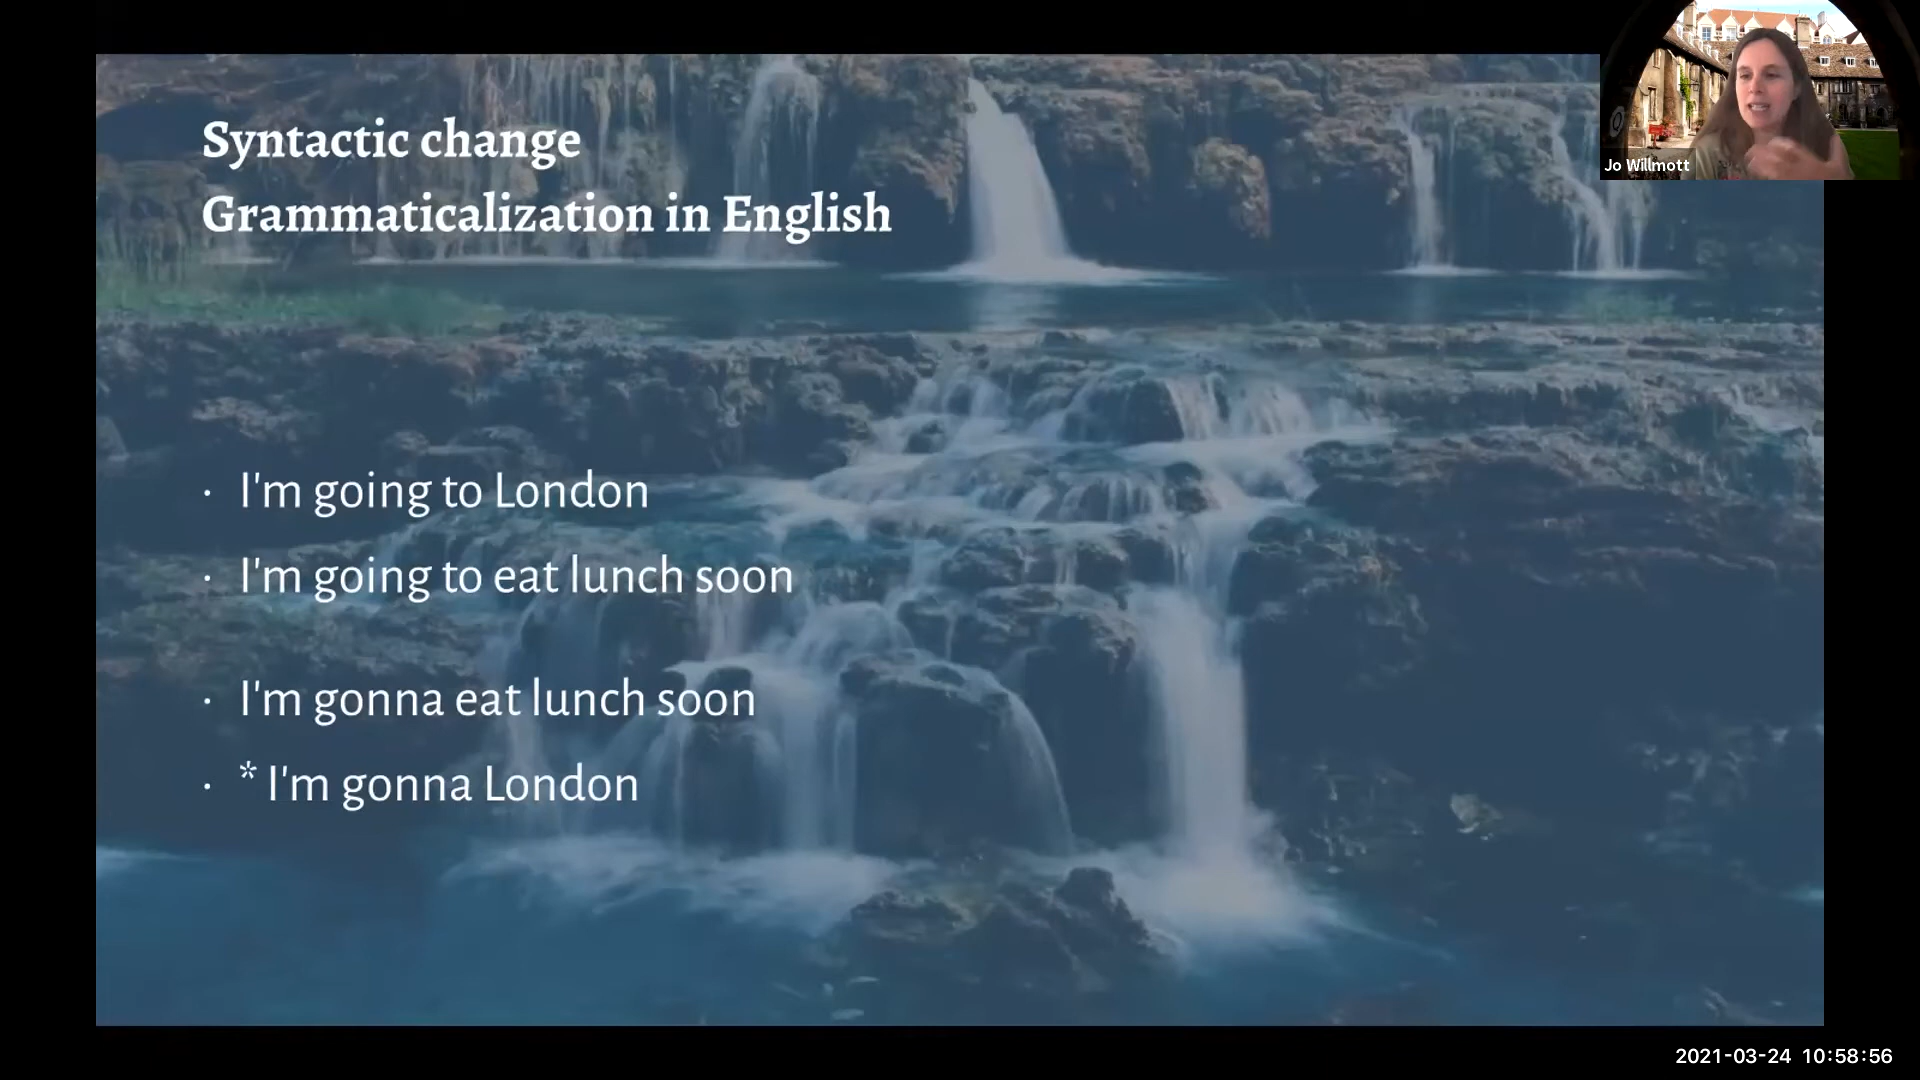 Syntactic change
Grammaticalization in English
· I'm going to London
· I'm going to eat lunch soon
· I'm gonna eat lunch soon
· * I'm gonna London
Jo Willmott
2021-03-24 10:58:56